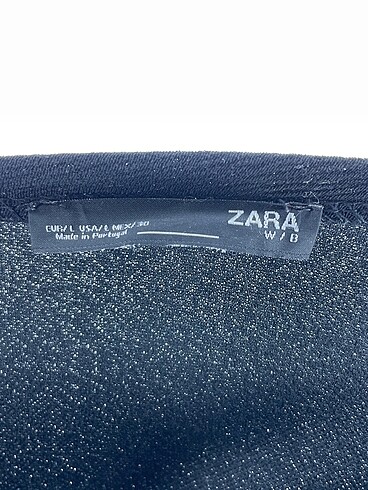 EUR/L USA/L MEX/30
Made in Portugal
ZARA
W/B